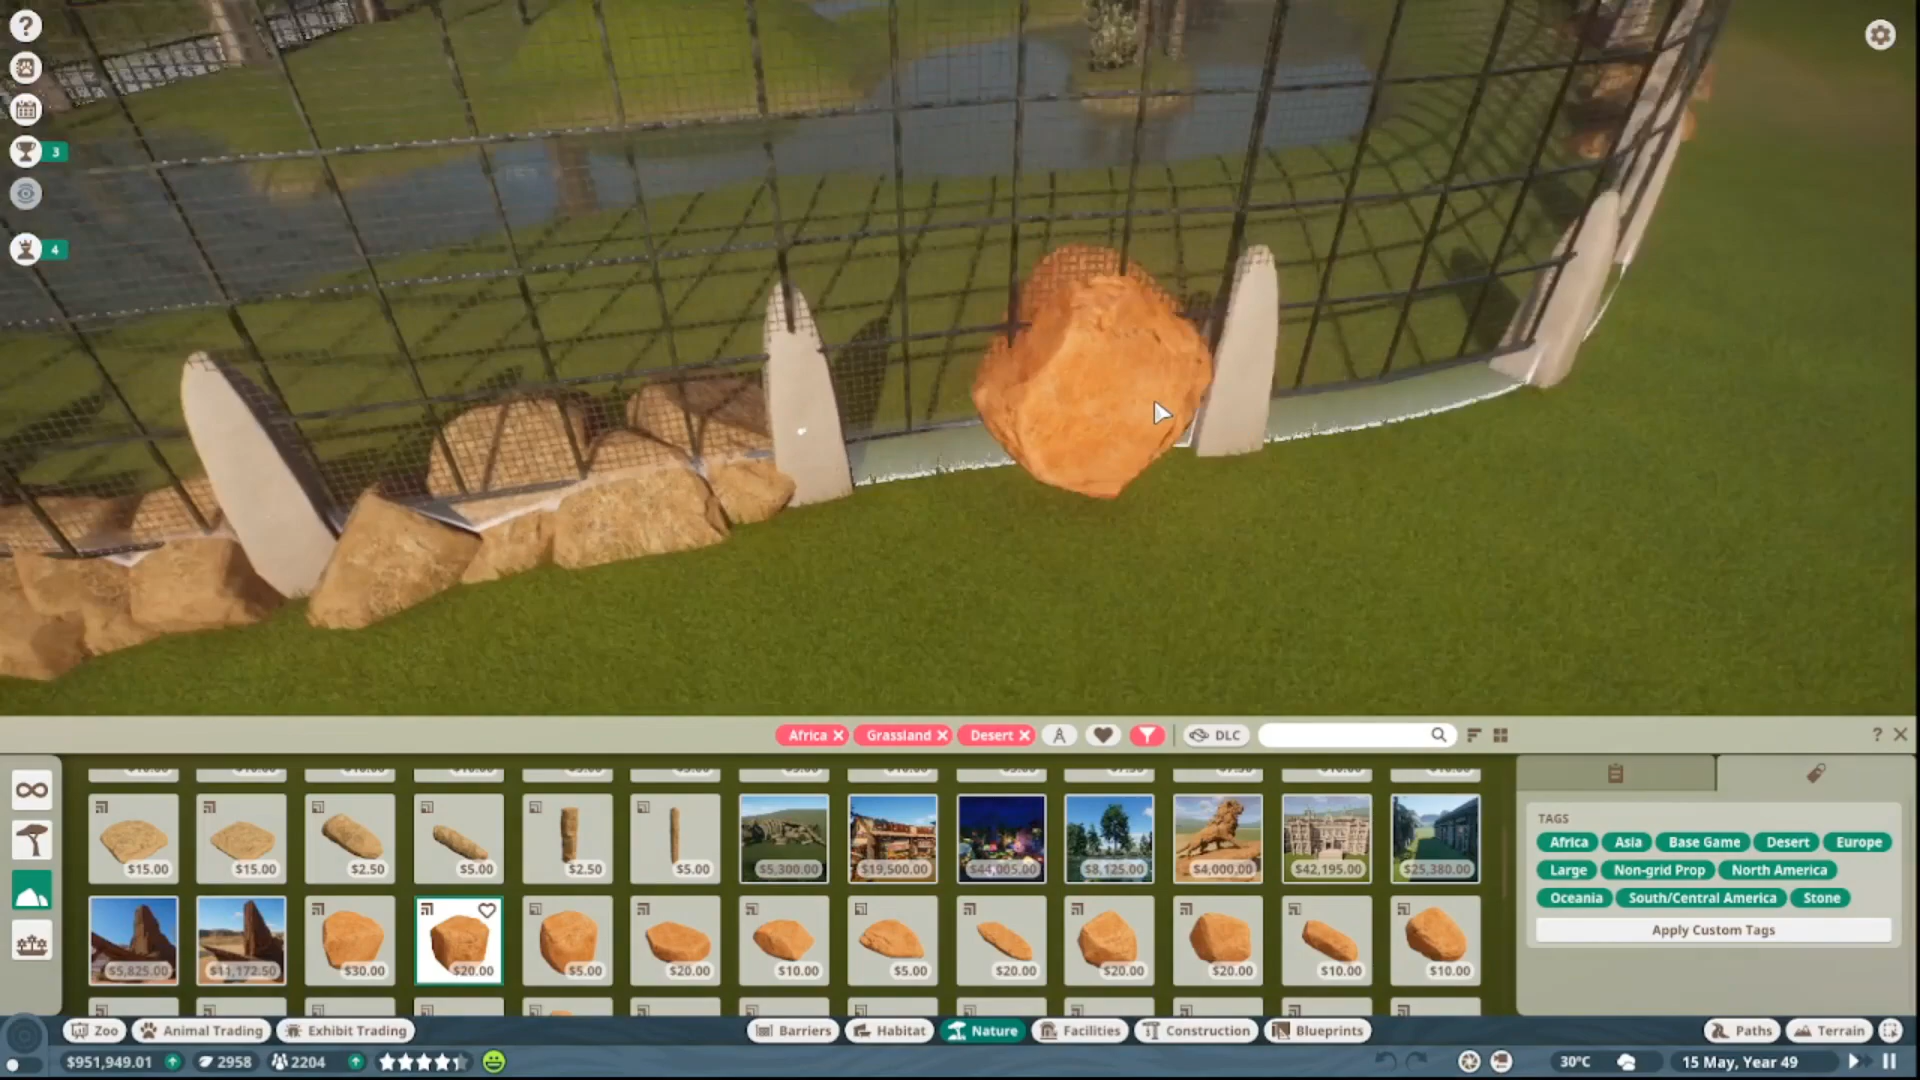 ?
3
4
Africa ✕ Grassland ✕ Desert ✕ DLC
? ✕
$15.00 $15.00 $2.50 $5.00 $2.50 $5.00 $5,300.00 $19,500.00 $44,005.00 $8,125.00 $4,000.00 $42,195.00 $25,380.00
$5,825.00 $11,172.50 $30.00 $20.00 $5.00 $20.00 $10.00 $5.00 $20.00 $20.00 $20.00 $10.00 $10.00
TAGS
Africa Asia Base Game Desert Europe
Large Non-grid Prop North America
Oceania South/Central America Stone
Apply Custom Tags
Zoo Animal Trading Exhibit Trading Barriers Habitat Nature Facilities Construction Blueprints Paths Terrain
$951,949.01 2958 2204 30°C 15 May, Year 49